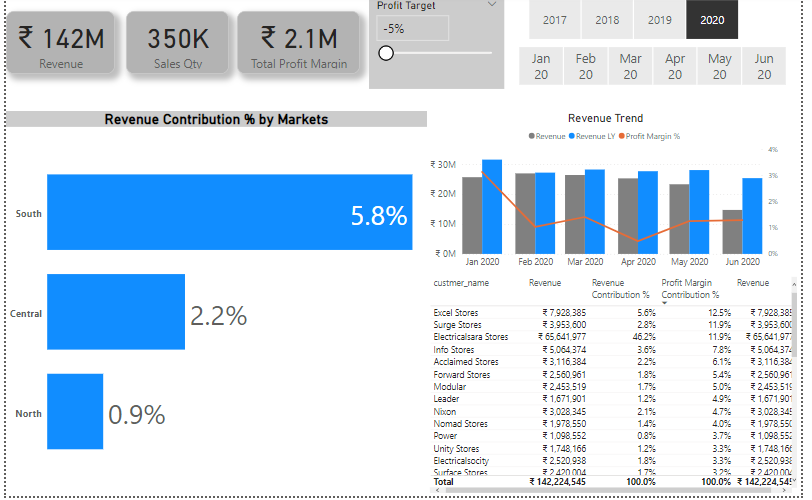 ₹ 142M
Revenue
350K
Sales Qty
₹ 2.1M
Total Profit Margin
Profit Target
-5%
2017 2018 2019 2020
Jan 20 Feb 20 Mar 20 Apr 20 May 20 Jun 20
Revenue Contribution % by Markets
South 5.8%
Central 2.2%
North 0.9%
Revenue Trend
Revenue Revenue LY Profit Margin %
₹ 30M
₹ 20M
₹ 10M
₹ 0M
4%
3%
2%
1%
0%
Jan 2020 Feb 2020 Mar 2020 Apr 2020 May 2020 Jun 2020
custmer_name Revenue Revenue Contribution % Profit Margin Contribution % Revenue
Excel Stores ₹ 7,928,385 5.6% 12.5% ₹ 7,928,385
Surge Stores ₹ 3,953,600 2.8% 11.9% ₹ 3,953,600
Electricalsara Stores ₹ 65,641,977 46.2% 11.9% ₹ 65,641,977
Info Stores ₹ 5,064,374 3.6% 7.8% ₹ 5,064,374
Acclaimed Stores ₹ 3,116,384 2.2% 6.1% ₹ 3,116,384
Forward Stores ₹ 2,560,961 1.8% 5.4% ₹ 2,560,961
Modular ₹ 2,453,519 1.7% 5.0% ₹ 2,453,519
Leader ₹ 1,671,901 1.2% 4.9% ₹ 1,671,901
Nixon ₹ 3,028,345 2.1% 4.7% ₹ 3,028,345
Nomad Stores ₹ 1,978,550 1.4% 4.0% ₹ 1,978,550
Power ₹ 1,098,552 0.8% 3.7% ₹ 1,098,552
Unity Stores ₹ 1,748,166 1.2% 3.3% ₹ 1,748,166
Electricalsocity ₹ 2,520,938 1.8% 3.3% ₹ 2,520,938
Surface Stores ₹ 2,420,004 1.7% 3.2% ₹ 2,420,004
Total ₹ 142,224,545 100.0% 100.0% ₹ 142,224,545